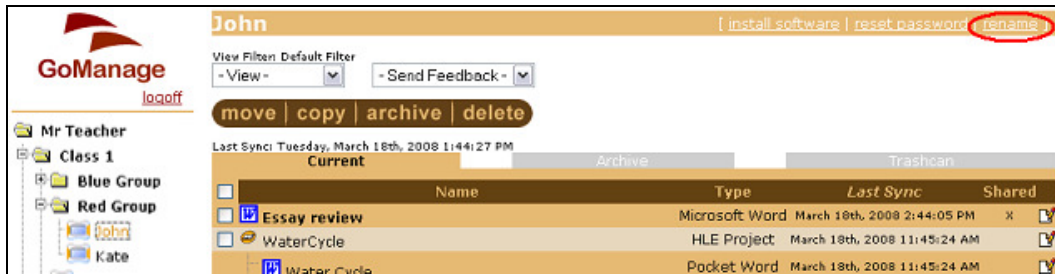 GoManage
logoff
Mr Teacher
Class 1
Blue Group
Red Group
John
Kate
John
[ install software | reset password | rename ]
View Filter: Default Filter
- View -
- Send Feedback -
move | copy | archive | delete
Last Sync: Tuesday, March 18th, 2008 1:44:27 PM
Current Archive Trashcan
Name Type Last Sync Shared
Essay review Microsoft Word March 18th, 2008 2:44:05 PM X
WaterCycle HLE Project March 18th, 2008 11:45:24 AM
Water Cycle Pocket Word March 18th, 2008 11:45:24 AM